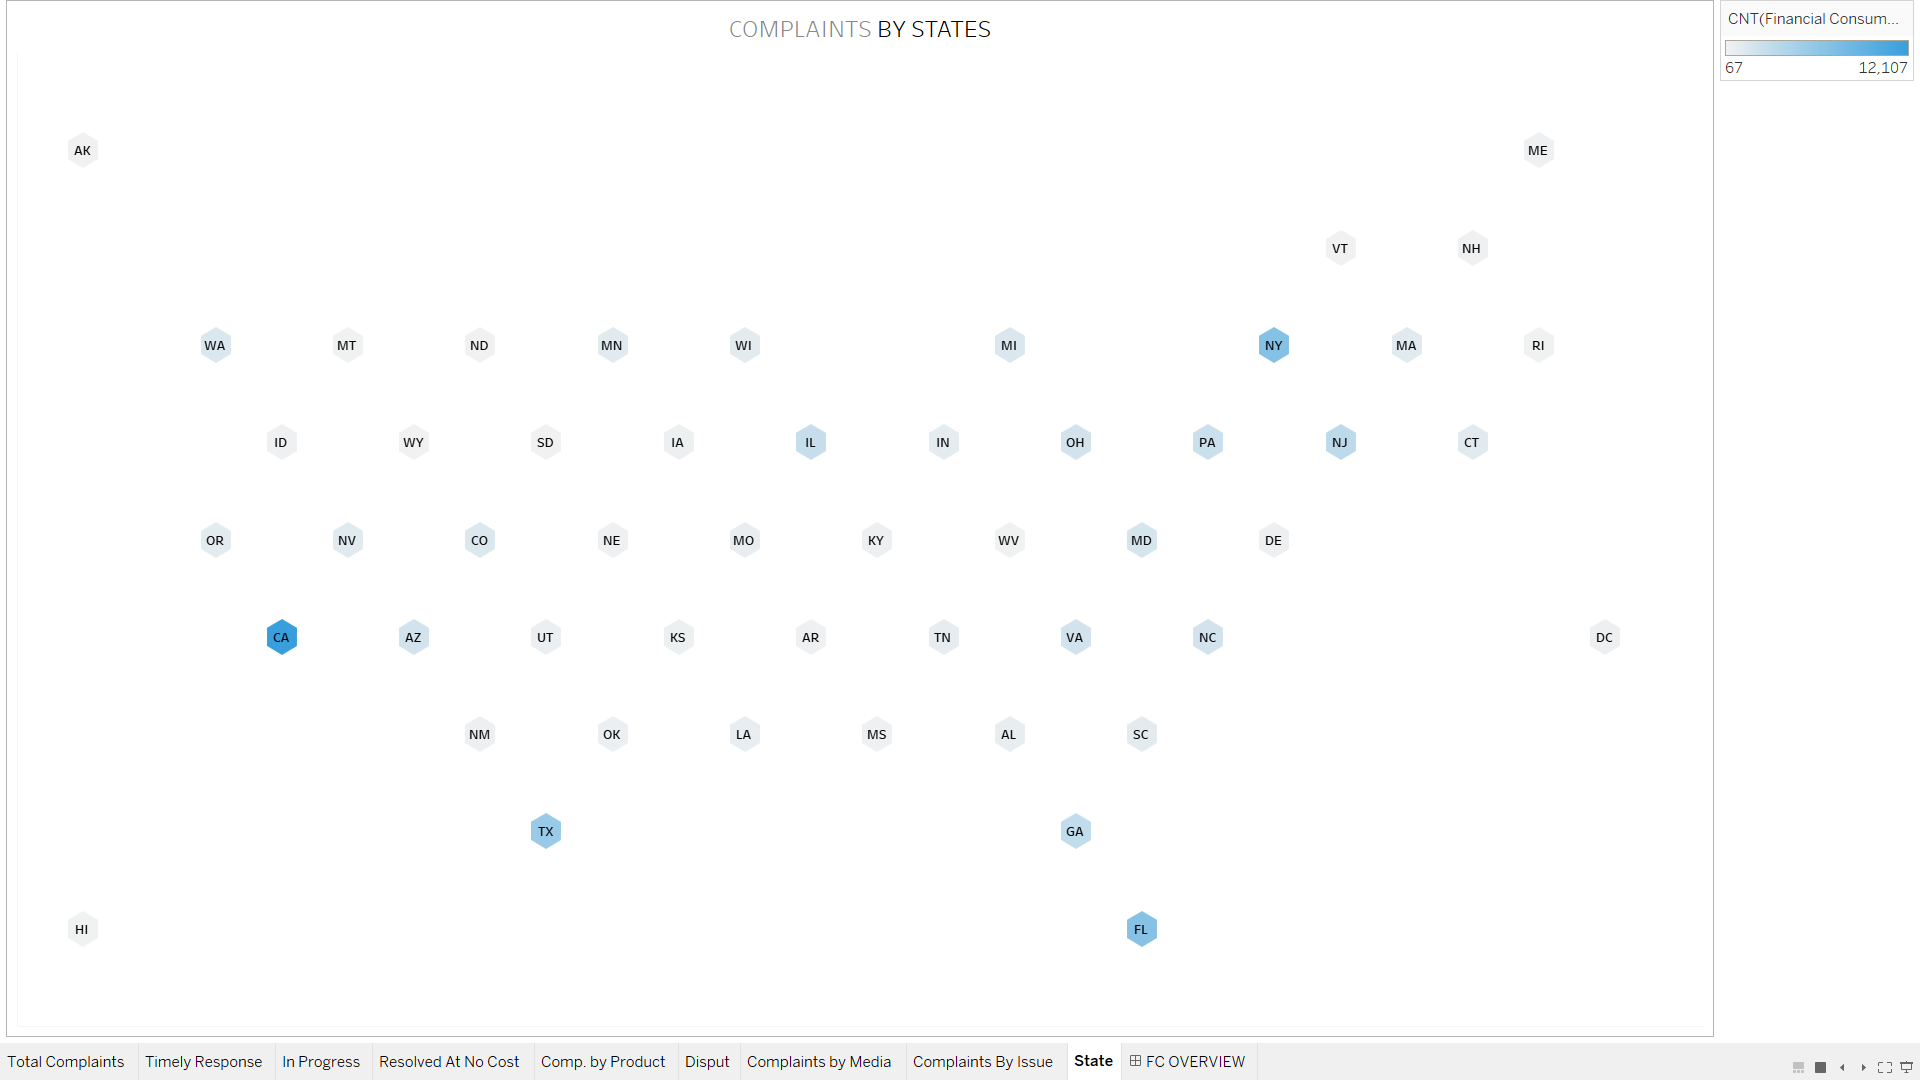 COMPLAINTS BY STATES
CNT(Financial Consum...
67 12,107
AK ME
VT NH
WA MT ND MN WI MI NY MA RI
ID WY SD IA IL IN OH PA NJ CT
OR NV CO NE MO KY WV MD DE
CA AZ UT KS AR TN VA NC DC
NM OK LA MS AL SC
TX GA
HI FL
Total Complaints Timely Response In Progress Resolved At No Cost Comp. by Product Disput Complaints by Media Complaints By Issue State FC OVERVIEW